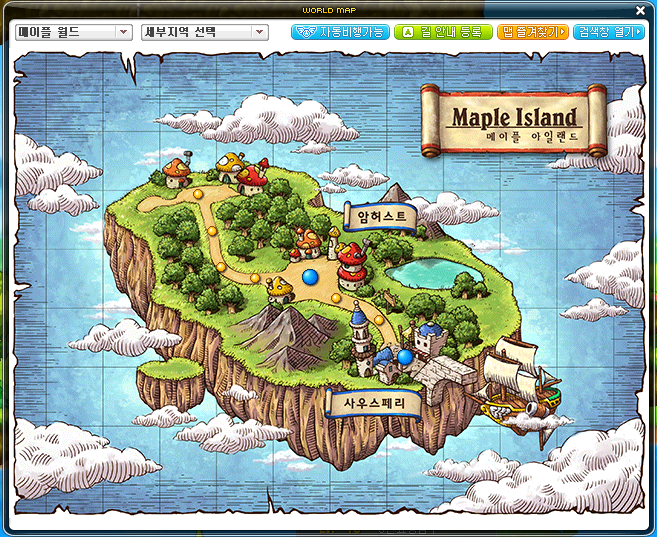 WORLD MAP
메이플 월드
세부지역 선택
자동비행가능
A 길 안내 등록
맵 즐겨찾기
검색창 열기
Maple Island
메이플 아일랜드
암허스트
사우스페리